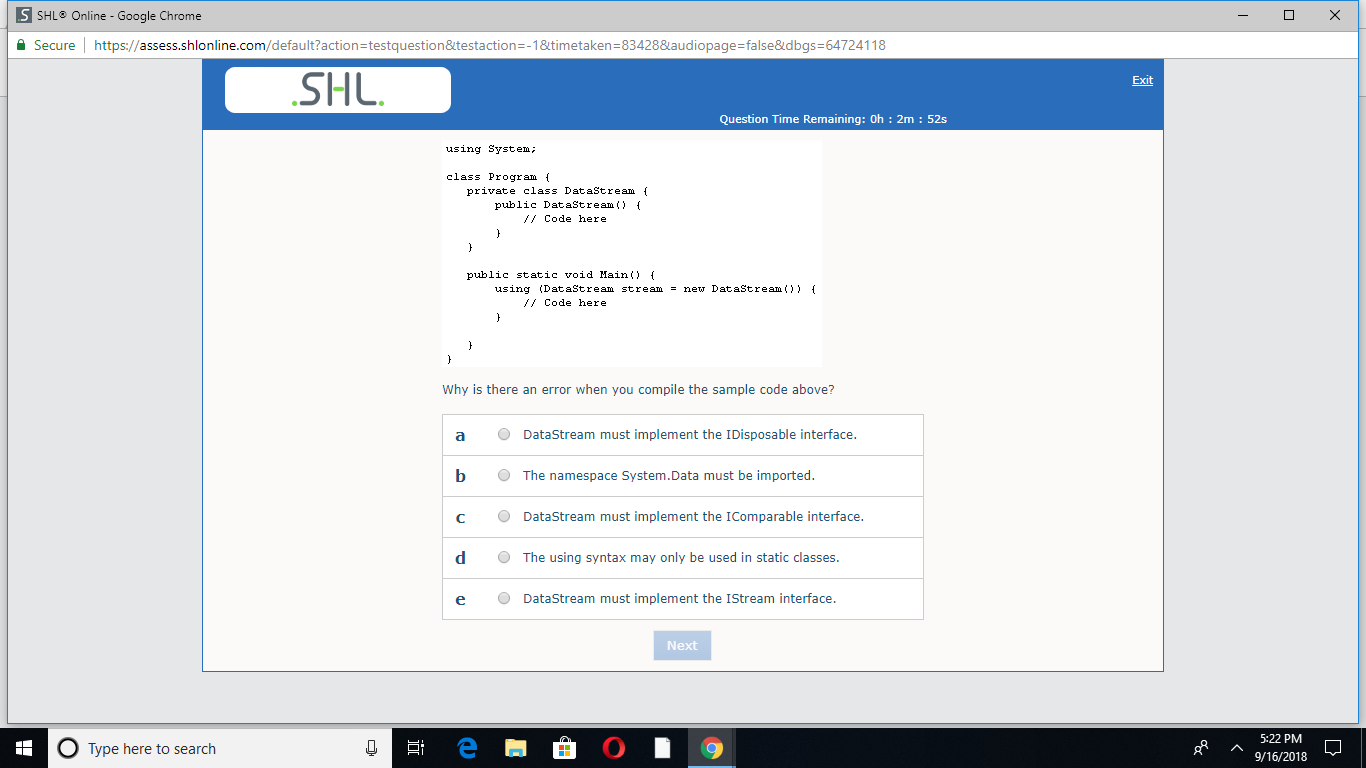 SHL® Online - Google Chrome
Secure https://assess.shlonline.com/default?action=testquestion&testaction=-1&timetaken=83428&audiopage=false&dbgs=64724118
.SHL.
Exit
Question Time Remaining: 0h : 2m : 52s
using System;
class Program {
private class DataStream {
public DataStream() {
// Code here
}
}
public static void Main() {
using (DataStream stream = new DataStream()) {
// Code here
}
}
}
Why is there an error when you compile the sample code above?
a DataStream must implement the IDisposable interface.
b The namespace System.Data must be imported.
c DataStream must implement the IComparable interface.
d The using syntax may only be used in static classes.
e DataStream must implement the IStream interface.
Next
Type here to search
5:22 PM
9/16/2018